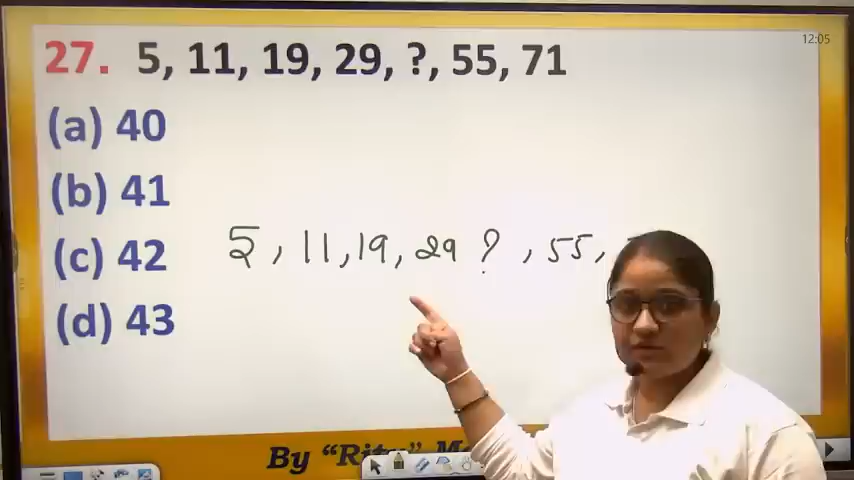 12:05
27. 5, 11, 19, 29, ?, 55, 71
(a) 40
(b) 41
(c) 42
(d) 43
5, 11, 19, 29 ?, 55,
By "Ritu